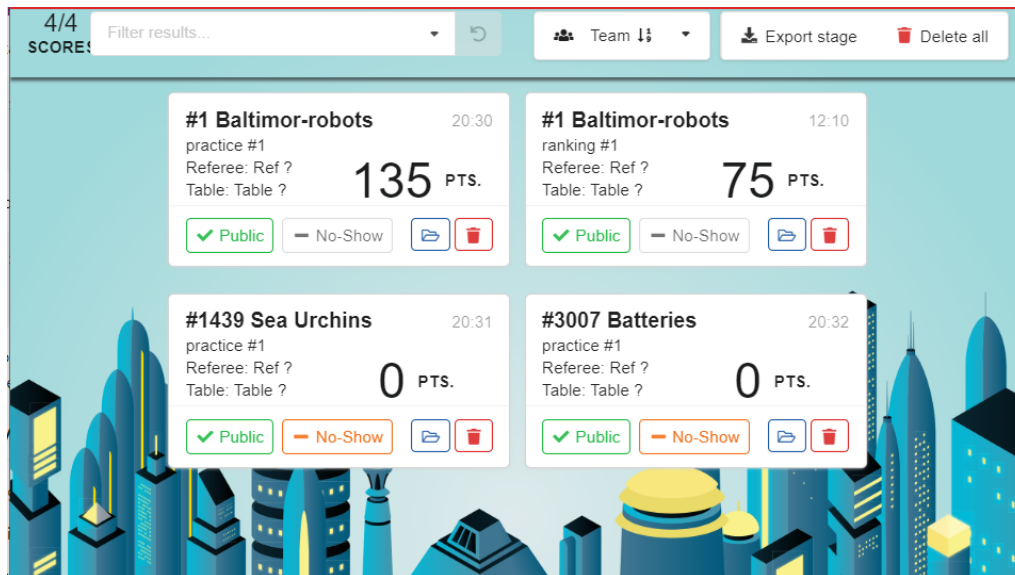 4/4
SCORES
Filter results...
Team
Export stage
Delete all
#1 Baltimor-robots 20:30
practice #1
Referee: Ref ?
Table: Table ?
135 PTS.
Public
No-Show
#1 Baltimor-robots 12:10
ranking #1
Referee: Ref ?
Table: Table ?
75 PTS.
Public
No-Show
#1439 Sea Urchins 20:31
practice #1
Referee: Ref ?
Table: Table ?
0 PTS.
Public
No-Show
#3007 Batteries 20:32
practice #1
Referee: Ref ?
Table: Table ?
0 PTS.
Public
No-Show